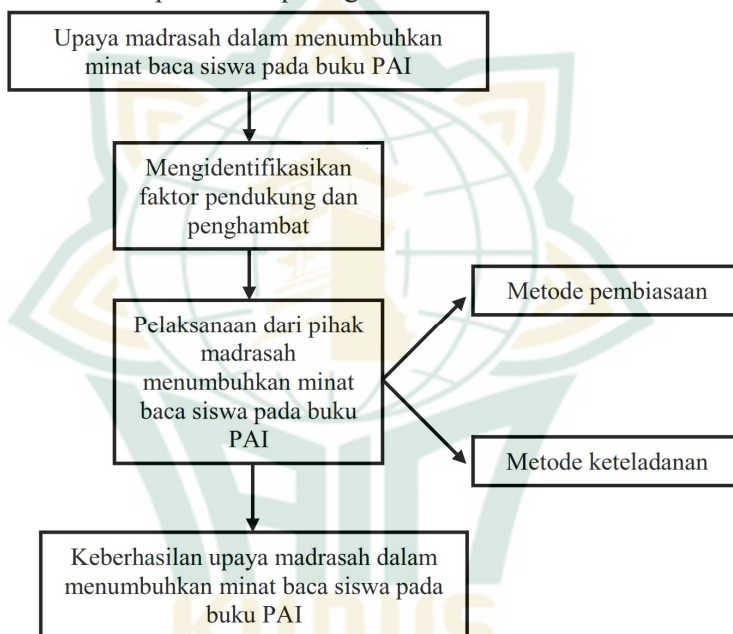 Upaya madrasah dalam menumbuhkan
minat baca siswa pada buku PAI
Mengidentifikasikan
faktor pendukung dan
penghambat
Pelaksanaan dari pihak
madrasah
menumbuhkan minat
baca siswa pada buku
PAI
Metode pembiasaan
Metode keteladanan
Keberhasilan upaya madrasah dalam
menumbuhkan minat baca siswa pada
buku PAI
KUDUS